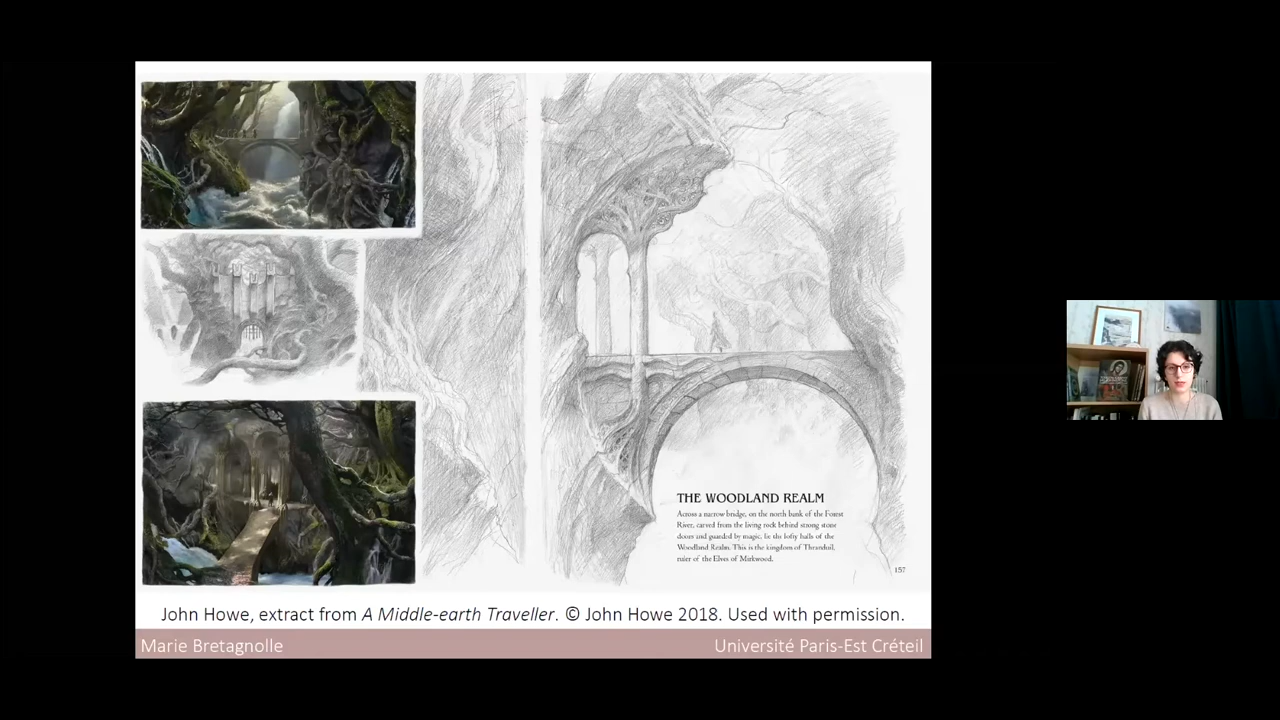 THE WOODLAND REALM
Across a narrow bridge, on the north bank of the Forest
River, carved from the living rock behind strong stone
doors and guarded by magic, lie the lofty halls of the
Woodland Realm. This is the kingdom of Thranduil,
ruler of the Elves of Mirkwood.
157
John Howe, extract from A Middle-earth Traveller. © John Howe 2018. Used with permission.
Marie Bretagnolle
Université Paris-Est Créteil